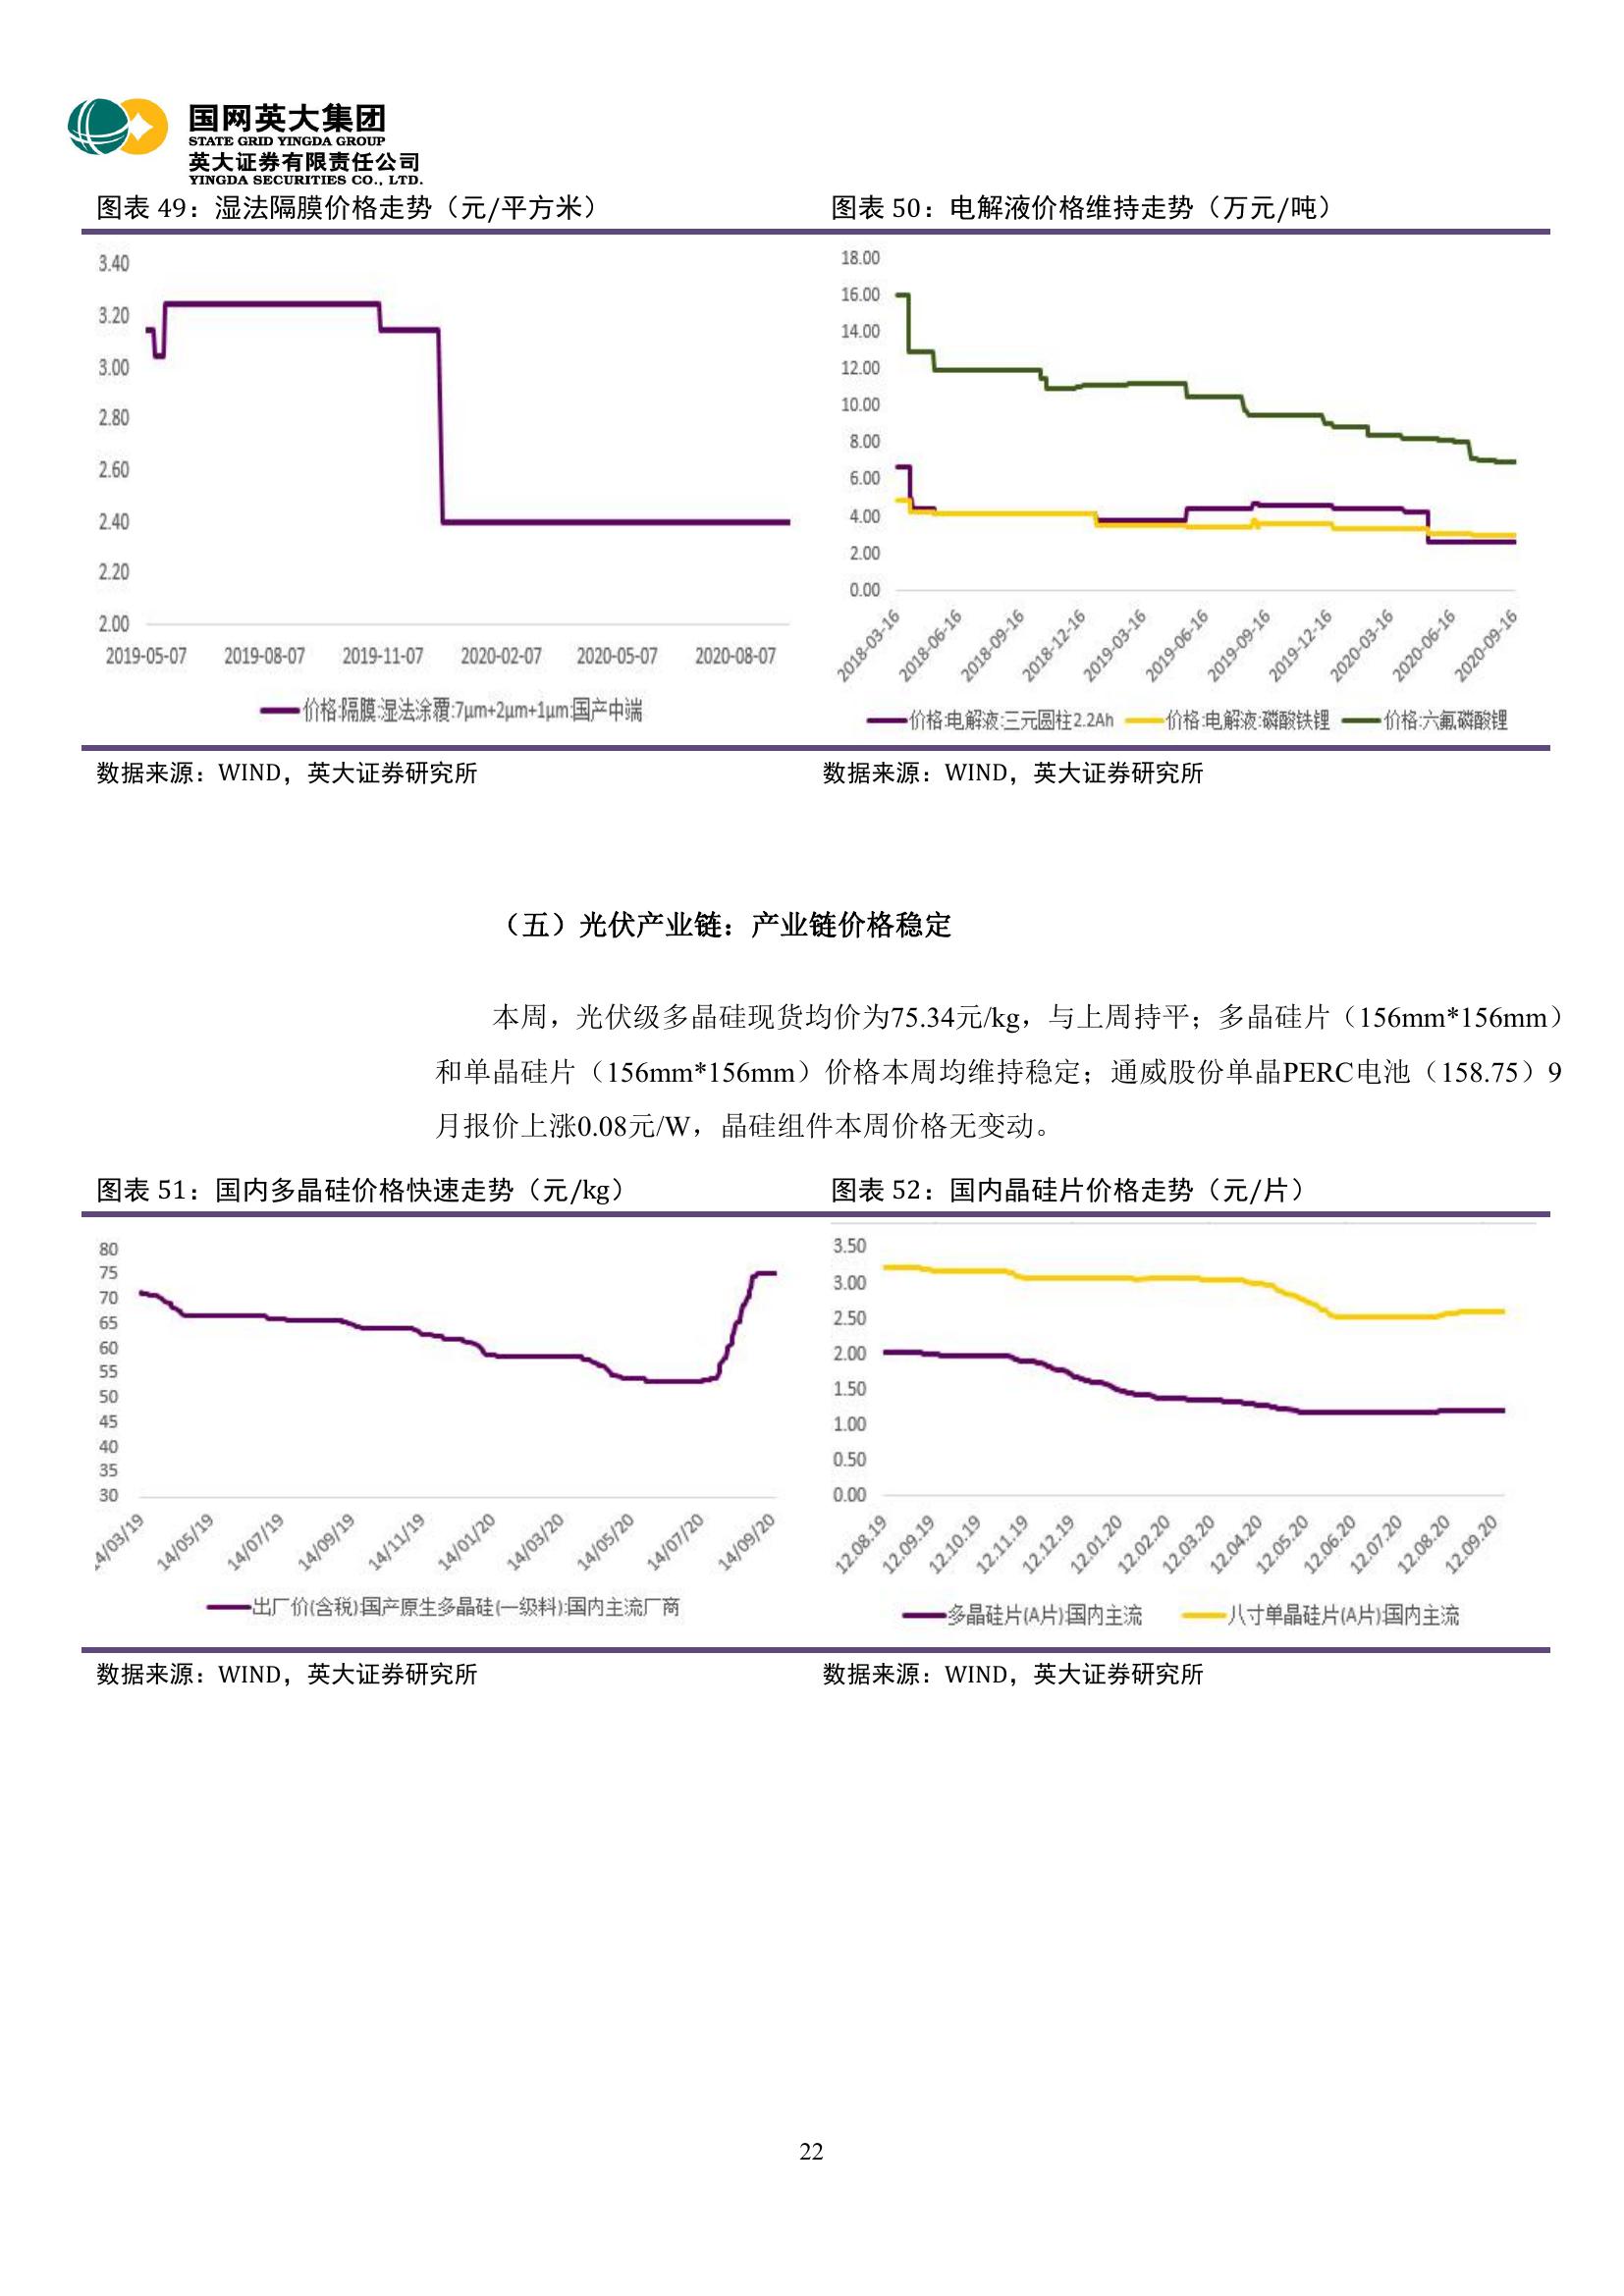 国网英大集团
STATE GRID YINGDA GROUP
英大证券有限责任公司
YINGDA SECURITIES CO., LTD.
图表 49：湿法隔膜价格走势（元/平方米）
3.40
3.20
3.00
2.80
2.60
2.40
2.20
2.00
2019-05-07 2019-08-07 2019-11-07 2020-02-07 2020-05-07 2020-08-07
价格:隔膜:湿法涂覆:7μm+2μm+1μm:国产中端
数据来源：WIND，英大证券研究所
图表 50：电解液价格维持走势（万元/吨）
18.00
16.00
14.00
12.00
10.00
8.00
6.00
4.00
2.00
0.00
2018-03-16 2018-06-16 2018-09-16 2018-12-16 2019-03-16 2019-06-16 2019-09-16 2019-12-16 2020-03-16 2020-06-16 2020-09-16
价格:电解液:三元圆柱2.2Ah 价格:电解液:磷酸铁锂 价格:六氟磷酸锂
数据来源：WIND，英大证券研究所
（五）光伏产业链：产业链价格稳定
本周，光伏级多晶硅现货均价为75.34元/kg，与上周持平；多晶硅片（156mm*156mm）
和单晶硅片（156mm*156mm）价格本周均维持稳定；通威股份单晶PERC电池（158.75）9
月报价上涨0.08元/W，晶硅组件本周价格无变动。
图表 51：国内多晶硅价格快速走势（元/kg）
80
75
70
65
60
55
50
45
40
35
30
4/03/19 14/05/19 14/07/19 14/09/19 14/11/19 14/01/20 14/03/20 14/05/20 14/07/20 14/09/20
出厂价(含税):国产原生多晶硅(一级料):国内主流厂商
数据来源：WIND，英大证券研究所
图表 52：国内晶硅片价格走势（元/片）
3.50
3.00
2.50
2.00
1.50
1.00
0.50
0.00
12.08.19 12.09.19 12.10.19 12.11.19 12.12.19 12.01.20 12.02.20 12.03.20 12.04.20 12.05.20 12.06.20 12.07.20 12.08.20 12.09.20
多晶硅片(A片):国内主流 八寸单晶硅片(A片):国内主流
数据来源：WIND，英大证券研究所
22